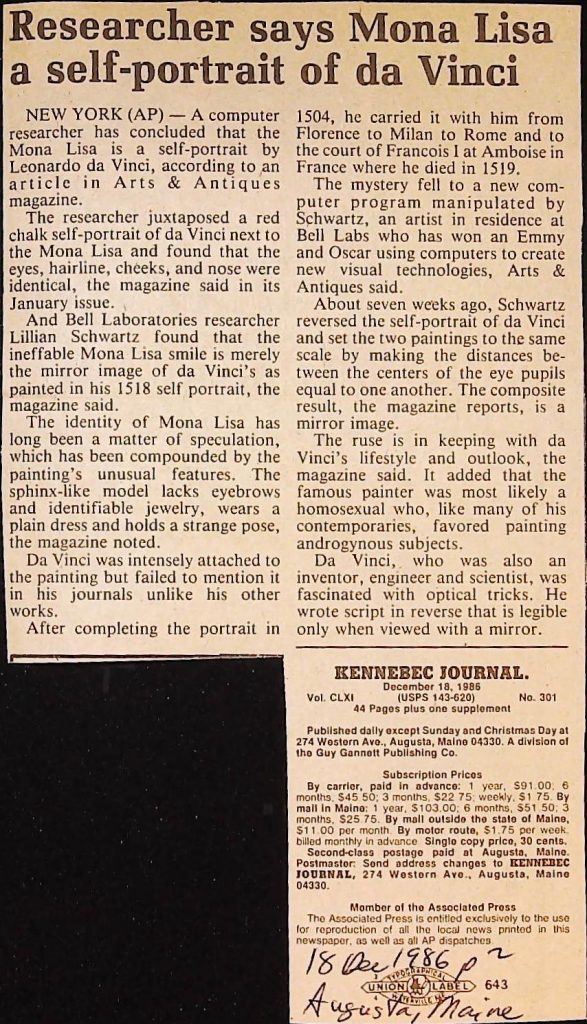 Researcher says Mona Lisa
a self-portrait of da Vinci
NEW YORK (AP) — A computer
researcher has concluded that the
Mona Lisa is a self-portrait by
Leonardo da Vinci, according to an
article in Arts & Antiques
magazine.
The researcher juxtaposed a red
chalk self-portrait of da Vinci next to
the Mona Lisa and found that the
eyes, hairline, cheeks, and nose were
identical, the magazine said in its
January issue.
And Bell Laboratories researcher
Lillian Schwartz found that the
ineffable Mona Lisa smile is merely
the mirror image of da Vinci's as
painted in his 1518 self portrait, the
magazine said.
The identity of Mona Lisa has
long been a matter of speculation,
which has been compounded by the
painting's unusual features. The
sphinx-like model lacks eyebrows
and identifiable jewelry, wears a
plain dress and holds a strange pose,
the magazine noted.
Da Vinci was intensely attached to
the painting but failed to mention it
in his journals unlike his other
works.
After completing the portrait in
1504, he carried it with him from
Florence to Milan to Rome and to
the court of Francois I at Amboise in
France where he died in 1519.
The mystery fell to a new com-
puter program manipulated by
Schwartz, an artist in residence at
Bell Labs who has won an Emmy
and Oscar using computers to create
new visual technologies, Arts &
Antiques said.
About seven weeks ago, Schwartz
reversed the self-portrait of da Vinci
and set the two paintings to the same
scale by making the distances be-
tween the centers of the eye pupils
equal to one another. The composite
result, the magazine reports, is a
mirror image.
The ruse is in keeping with da
Vinci's lifestyle and outlook, the
magazine said. It added that the
famous painter was most likely a
homosexual who, like many of his
contemporaries, favored painting
androgynous subjects.
Da Vinci, who was also an
inventor, engineer and scientist, was
fascinated with optical tricks. He
wrote script in reverse that is legible
only when viewed with a mirror.
KENNEBEC JOURNAL.
December 18, 1986
Vol. CLXI (USPS 143-620) No. 301
44 Pages plus one supplement
Published daily except Sunday and Christmas Day at
274 Western Ave., Augusta, Maine 04330. A division of
the Guy Gannett Publishing Co.
Subscription Prices
By carrier, paid in advance: 1 year, $91.00; 6
months, $45.50; 3 months, $22.75; weekly, $1.75. By
mail in Maine: 1 year, $103.00; 6 months, $51.50; 3
months, $25.75. By mail outside the state of Maine,
$11.00 per month. By motor route, $1.75 per week.
billed monthly in advance. Single copy price, 30 cents.
Second-class postage paid at Augusta, Maine.
Postmaster: Send address changes to KENNEBEC
JOURNAL, 274 Western Ave., Augusta, Maine
04330.
Member of the Associated Press
The Associated Press is entitled exclusively to the use
for reproduction of all the local news printed in this
newspaper, as well as all AP dispatches.
18 Dec 1986 p 2
TYPOGRAPHICAL
UNION LABEL 643
WATERVILLE ME.
Augusta, Maine